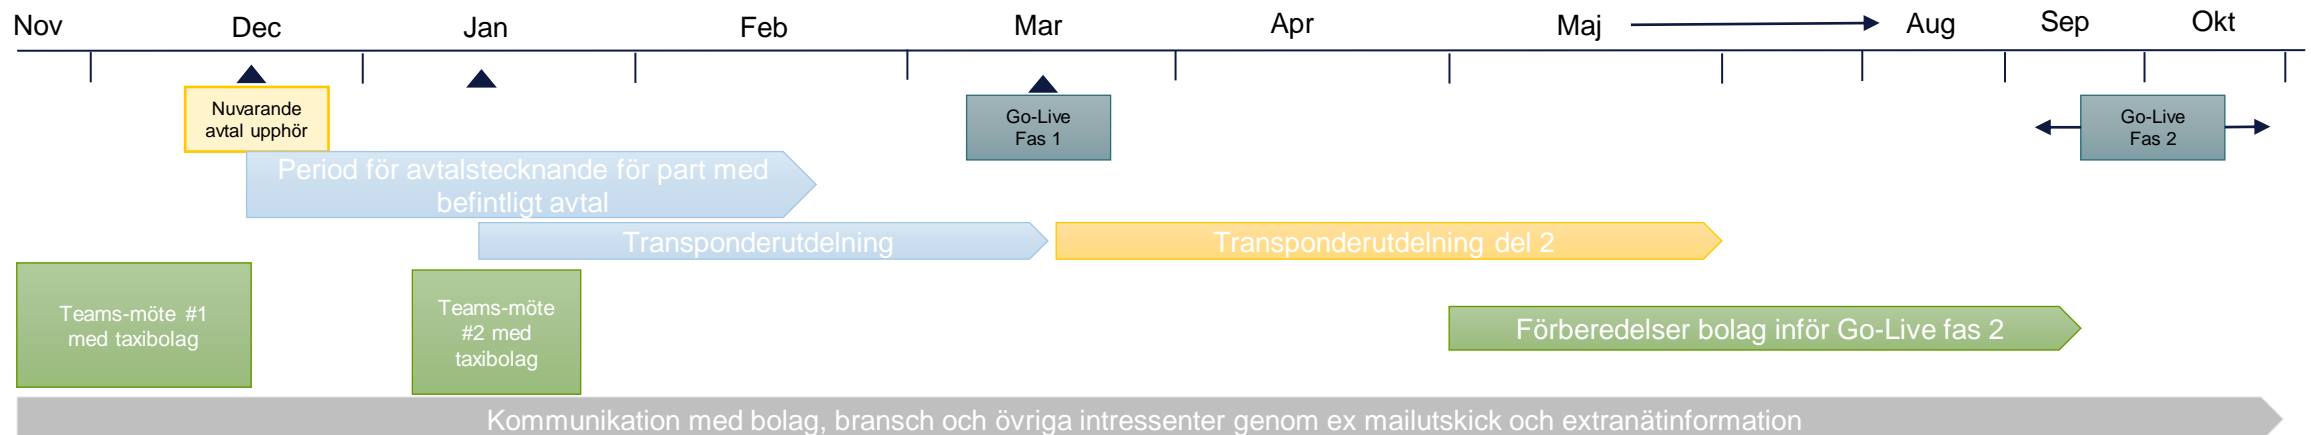 Nov Dec Jan Feb Mar Apr Maj Aug Sep Okt
Nuvarande
avtal upphör
Go-Live
Fas 1
Go-Live
Fas 2
Period för avtalstecknande för part med
befintligt avtal
Transponderutdelning
Transponderutdelning del 2
Teams-möte #1
med taxibolag
Teams-möte
#2 med
taxibolag
Förberedelser bolag inför Go-Live fas 2
Kommunikation med bolag, bransch och övriga intressenter genom ex mailutskick och extranätinformation